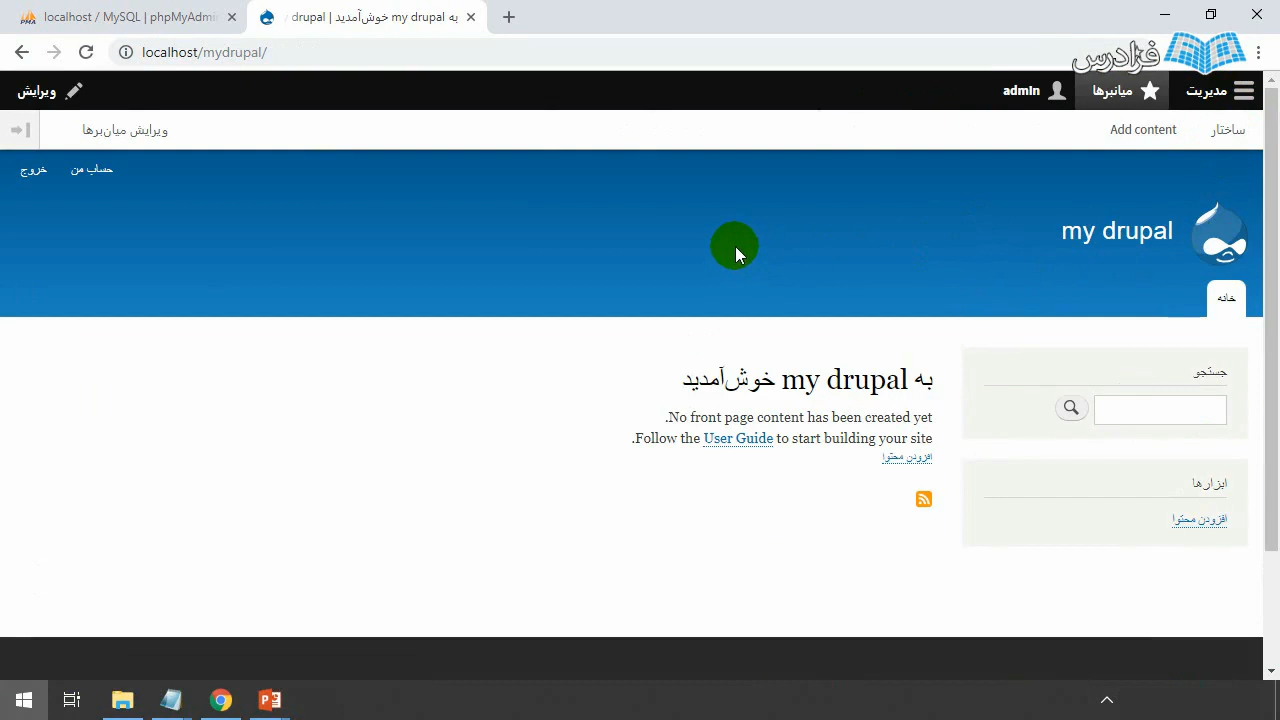 localhost / MySQL | phpMyAdmi
به my drupal خوش‌آمدید | drupal
localhost/mydrupal/
فرادرس
مدیریت
میانبرها
admin
ویرایش
ساختار
Add content
ویرایش میان‌برها
حساب من
خروج
my drupal
خانه
به my drupal خوش‌آمدید
No front page content has been created yet.
Follow the User Guide to start building your site.
افزودن محتوا
جستجو
ابزارها
افزودن محتوا